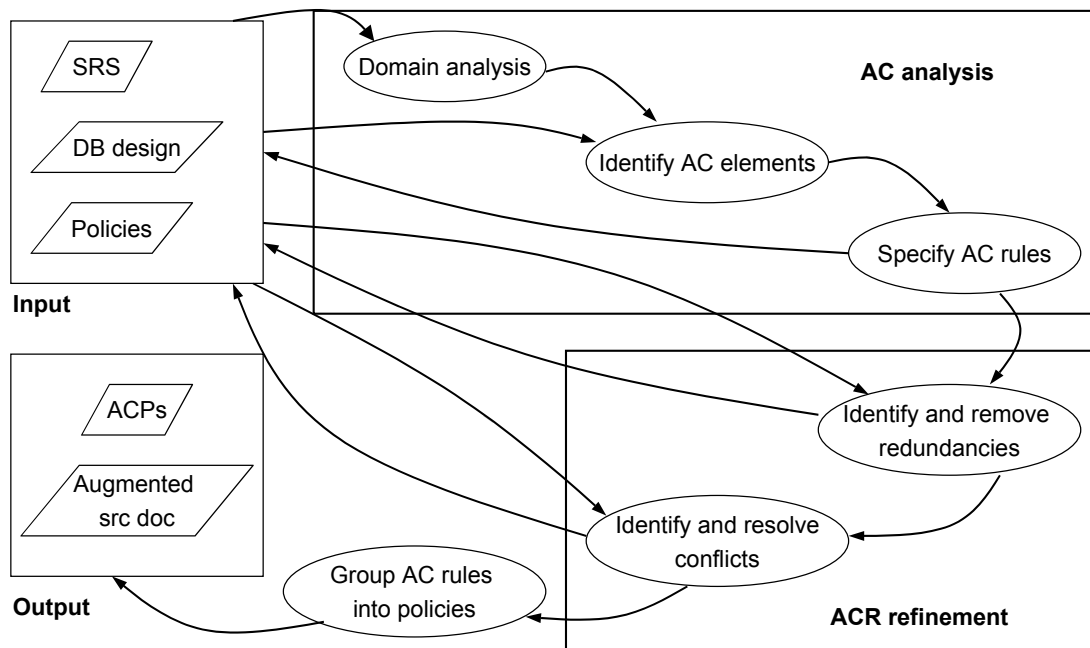 SRS
DB design
Policies
Input
Domain analysis
AC analysis
Identify AC elements
Specify AC rules
ACPs
Augmented
src doc
Output
Identify and remove
redundancies
Identify and resolve
conflicts
Group AC rules
into policies
ACR refinement